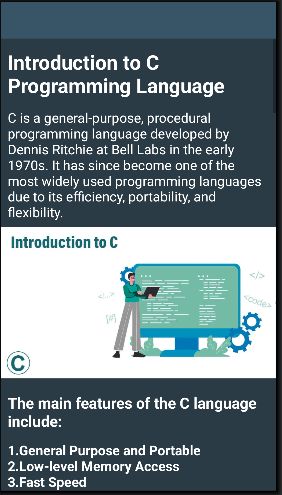 Introduction to C
Programming Language
C is a general-purpose, procedural
programming language developed by
Dennis Ritchie at Bell Labs in the early
1970s. It has since become one of the
most widely used programming languages
due to its efficiency, portability, and
flexibility.
Introduction to C
</>
<...>
<code>
C
The main features of the C language
include:
1.General Purpose and Portable
2.Low-level Memory Access
3.Fast Speed